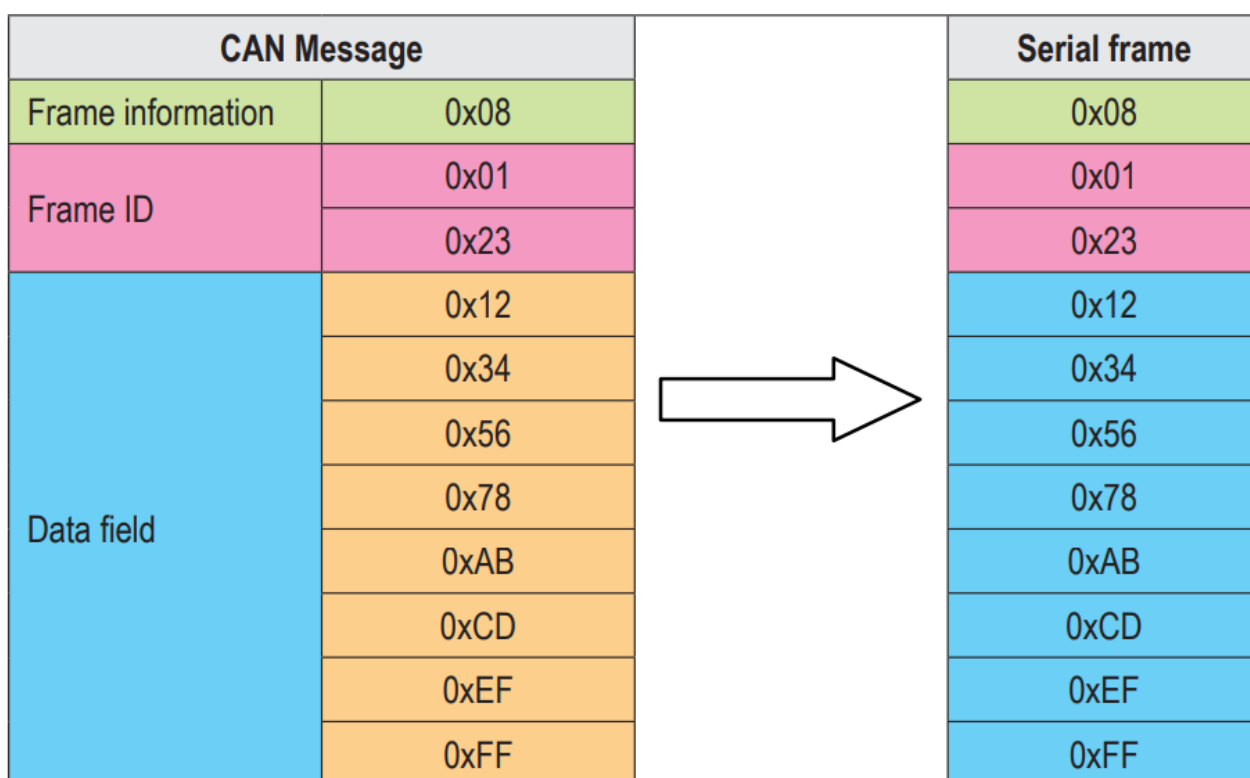 CAN Message Serial frame
Frame information 0x08 0x08
Frame ID 0x01 0x01
0x23 0x23
Data field 0x12 0x12
0x34 0x34
0x56 0x56
0x78 0x78
0xAB 0xAB
0xCD 0xCD
0xEF 0xEF
0xFF 0xFF